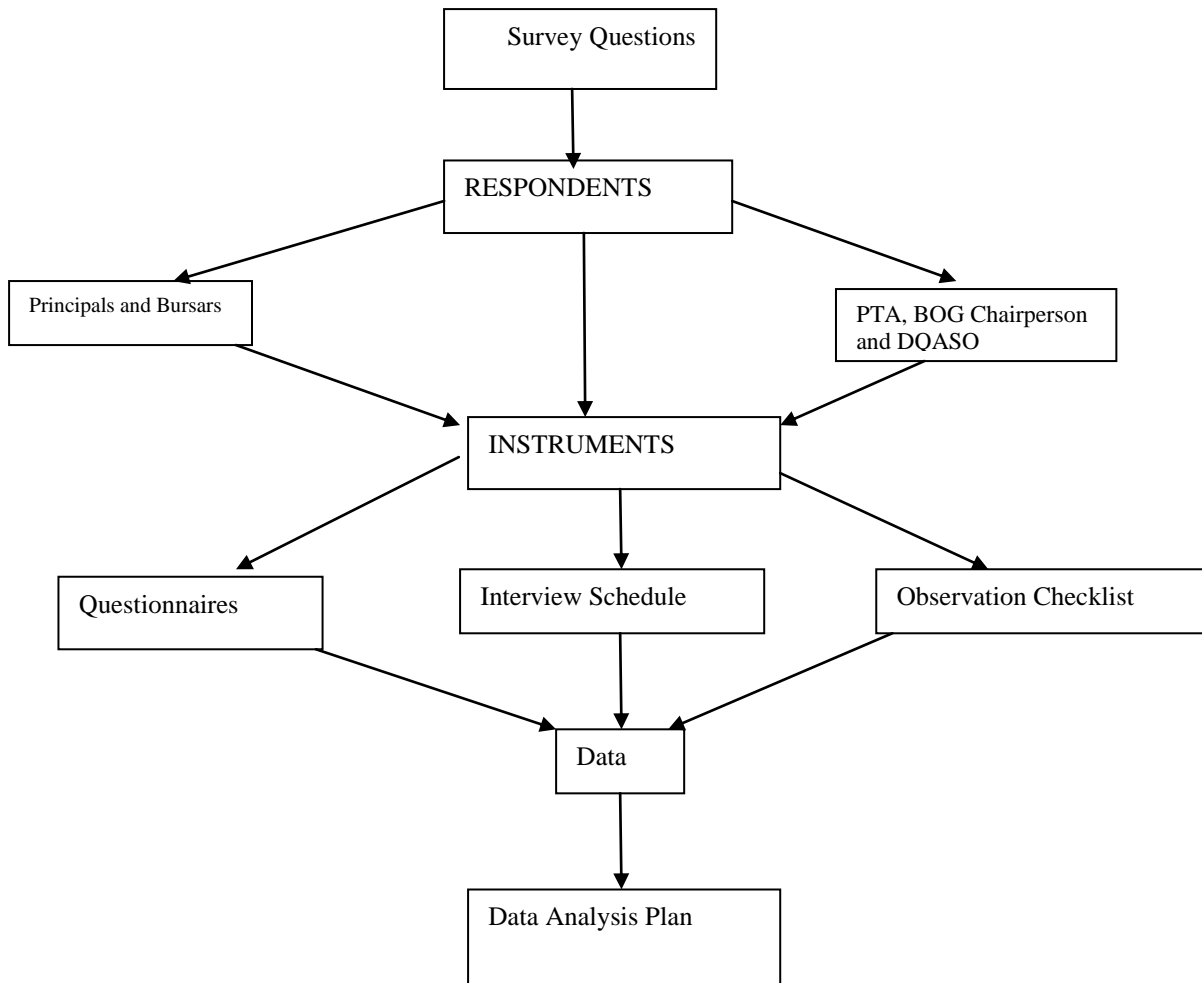 Survey Questions
RESPONDENTS
Principals and Bursars
PTA, BOG Chairperson
and DQASO
INSTRUMENTS
Questionnaires
Interview Schedule
Observation Checklist
Data
Data Analysis Plan